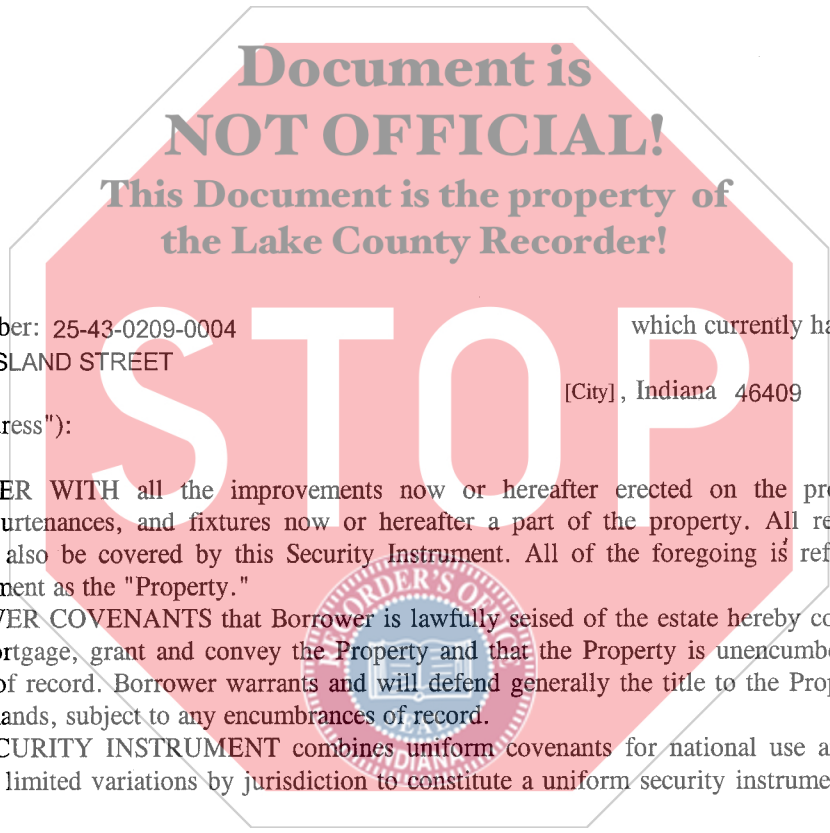 Document is
NOT OFFICIAL!
This Document is the property of
the Lake County Recorder!
STOP
ber: 25-43-0209-0004 which currently ha
SLAND STREET
[City], Indiana 46409
ress"):
ER WITH all the improvements now or hereafter erected on the pro
urtenances, and fixtures now or hereafter a part of the property. All re
also be covered by this Security Instrument. All of the foregoing is ref
ment as the "Property."
VER COVENANTS that Borrower is lawfully seised of the estate hereby co
ortgage, grant and convey the Property and that the Property is unencumbe
of record. Borrower warrants and will defend generally the title to the Prop
ands, subject to any encumbrances of record.
CURITY INSTRUMENT combines uniform covenants for national use a
limited variations by jurisdiction to constitute a uniform security instrume
RECORDER'S OFFICE
SEAL
INDIANA